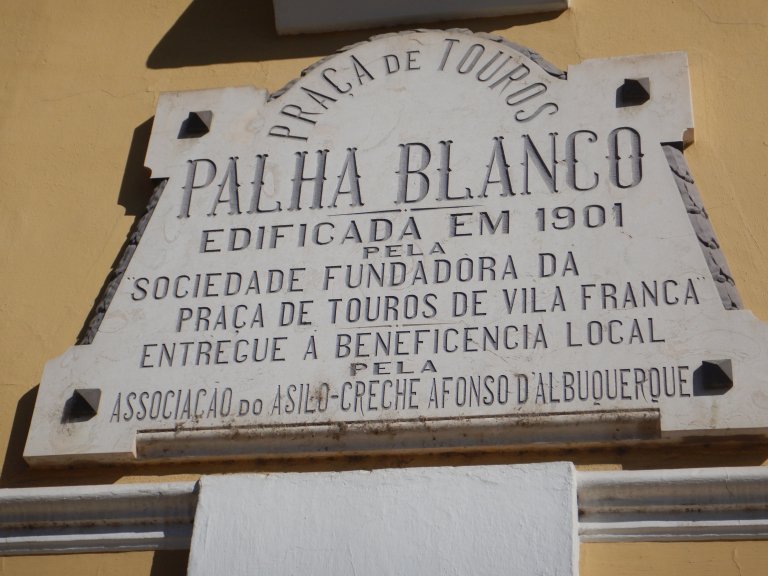 PRAÇA DE TOUROS
PALHA BLANCO
EDIFICADA EM 1901
PELA
"SOCIEDADE FUNDADORA DA
PRAÇA DE TOUROS DE VILA FRANCA"
ENTREGUE Á BENEFICENCIA LOCAL
PELA
ASSOCIAÇÃO DO ASILO-CRECHE AFONSO D'ALBUQUERQUE